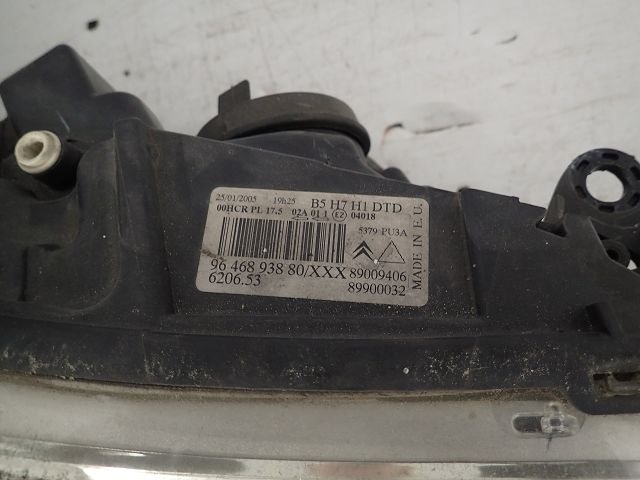 25/01/2005 19h25 B5 H7 H1 DTD
00HCR PL 17.5 02A 01 1 E2 04018
5379 PU3A
96 468 938 80/XXX 89009406
6206.53 89900032
MADE IN E.U.